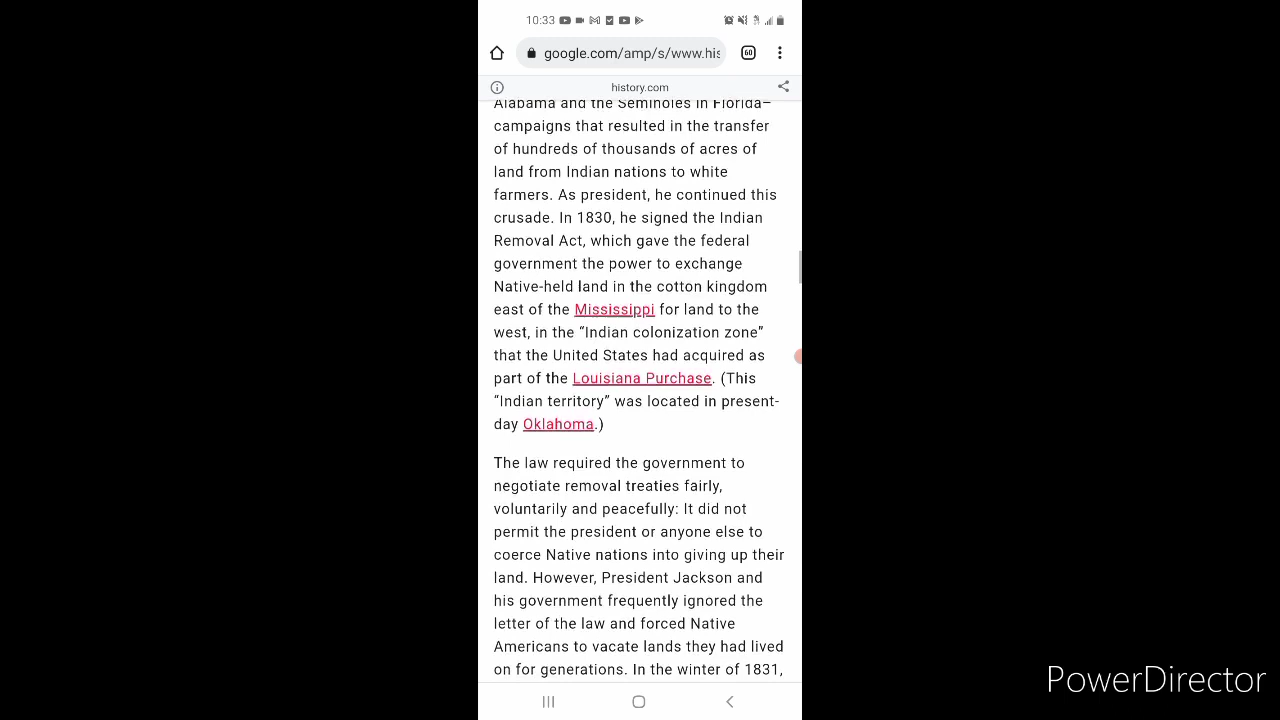 10:33
google.com/amp/s/www.his
60
history.com
Alabama and the Seminoles in Florida–
campaigns that resulted in the transfer
of hundreds of thousands of acres of
land from Indian nations to white
farmers. As president, he continued this
crusade. In 1830, he signed the Indian
Removal Act, which gave the federal
government the power to exchange
Native-held land in the cotton kingdom
east of the Mississippi for land to the
west, in the “Indian colonization zone”
that the United States had acquired as
part of the Louisiana Purchase. (This
“Indian territory” was located in present-
day Oklahoma.)
The law required the government to
negotiate removal treaties fairly,
voluntarily and peacefully: It did not
permit the president or anyone else to
coerce Native nations into giving up their
land. However, President Jackson and
his government frequently ignored the
letter of the law and forced Native
Americans to vacate lands they had lived
on for generations. In the winter of 1831,
PowerDirector